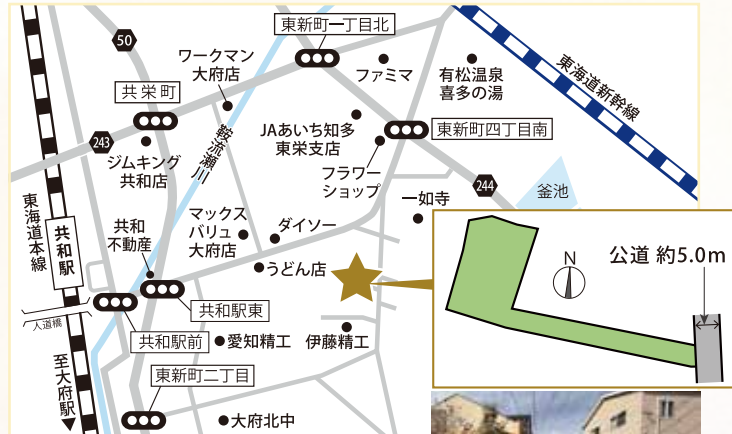 東新町一丁目北
50
ワークマン
大府店
ファミマ
有松温泉
喜多の湯
東海道新幹線
共栄町
243
ジムキング
共和店
鞍流瀬川
JAあいち知多
東栄支店
東新町四丁目南
フラワー
ショップ
244
釜池
一如寺
東海道本線
共和駅
共和
不動産
マックス
バリュ
大府店
ダイソー
うどん店
N
公道 約5.0m
共和駅東
人道橋
共和駅前
愛知精工
伊藤精工
至大府駅
東新町二丁目
大府北中